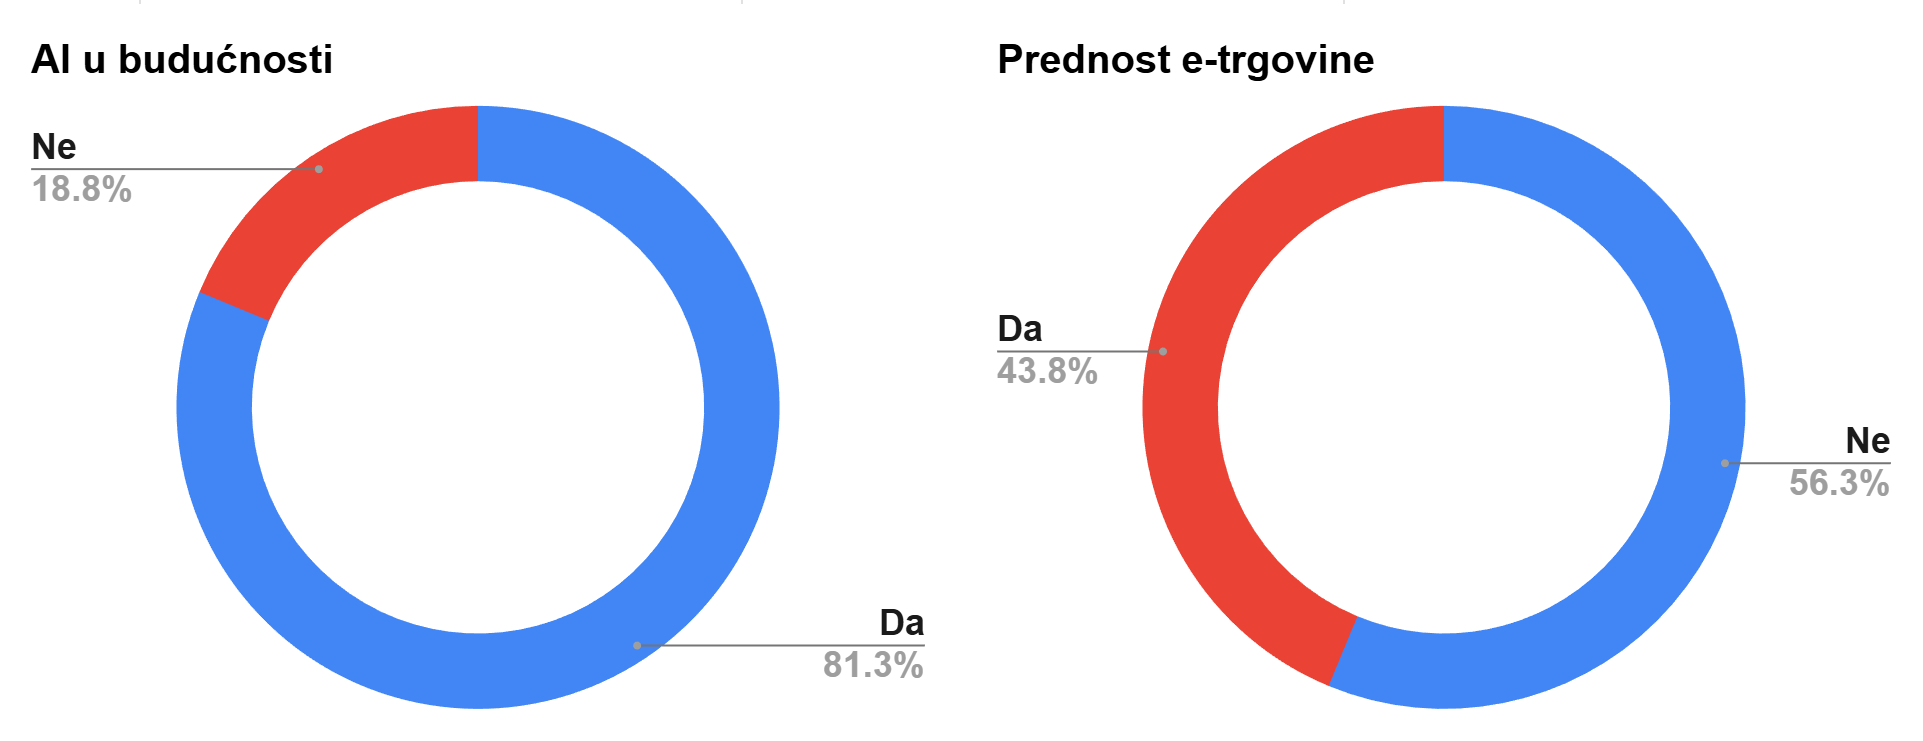 AI u budućnosti
Ne
18.8%
Da
81.3%
Prednost e-trgovine
Da
43.8%
Ne
56.3%